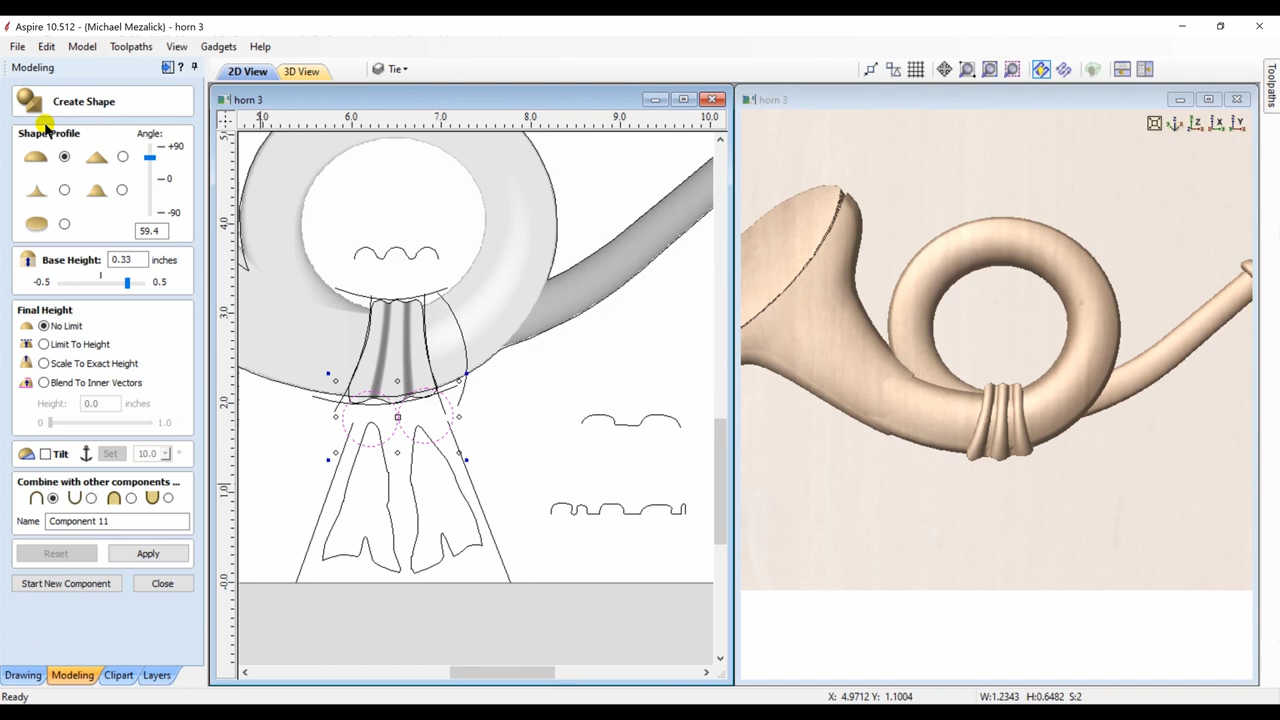 Aspire 10.512 - {Michael Mezalick} - horn 3
File Edit Model Toolpaths View Gadgets Help
Modeling
2D View 3D View Tie
Create Shape
Shape Profile Angle:
+90
0
-90
59.4
Base Height: 0.33 inches
-0.5 0.5
Final Height
No Limit
Limit To Height
Scale To Exact Height
Blend To Inner Vectors
Height: 0.0 inches
0 1.0
Tilt Set 10.0 °
Combine with other components ...
Name Component 11
Reset Apply
Start New Component Close
Drawing Modeling Clipart Layers
Ready
horn 3
5.0 6.0 7.0 8.0 9.0 10.0
5.
4.0
3.0
2.0
1.0
-0.0
horn 3
Z X Y
Toolpaths
X: 4.9712 Y: 1.1004
W:1.2343 H:0.6482 S:2